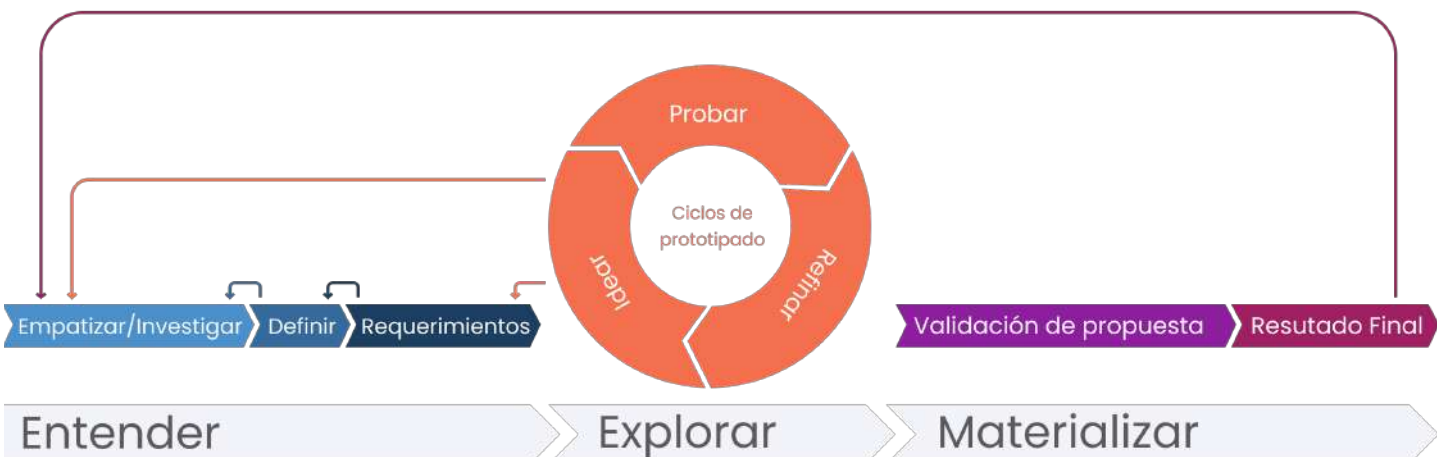 Probar
Ciclos de
prototipado
Idear
Refinar
Empatizar/Investigar
Definir
Requerimientos
Validación de propuesta
Resutado Final
Entender
Explorar
Materializar